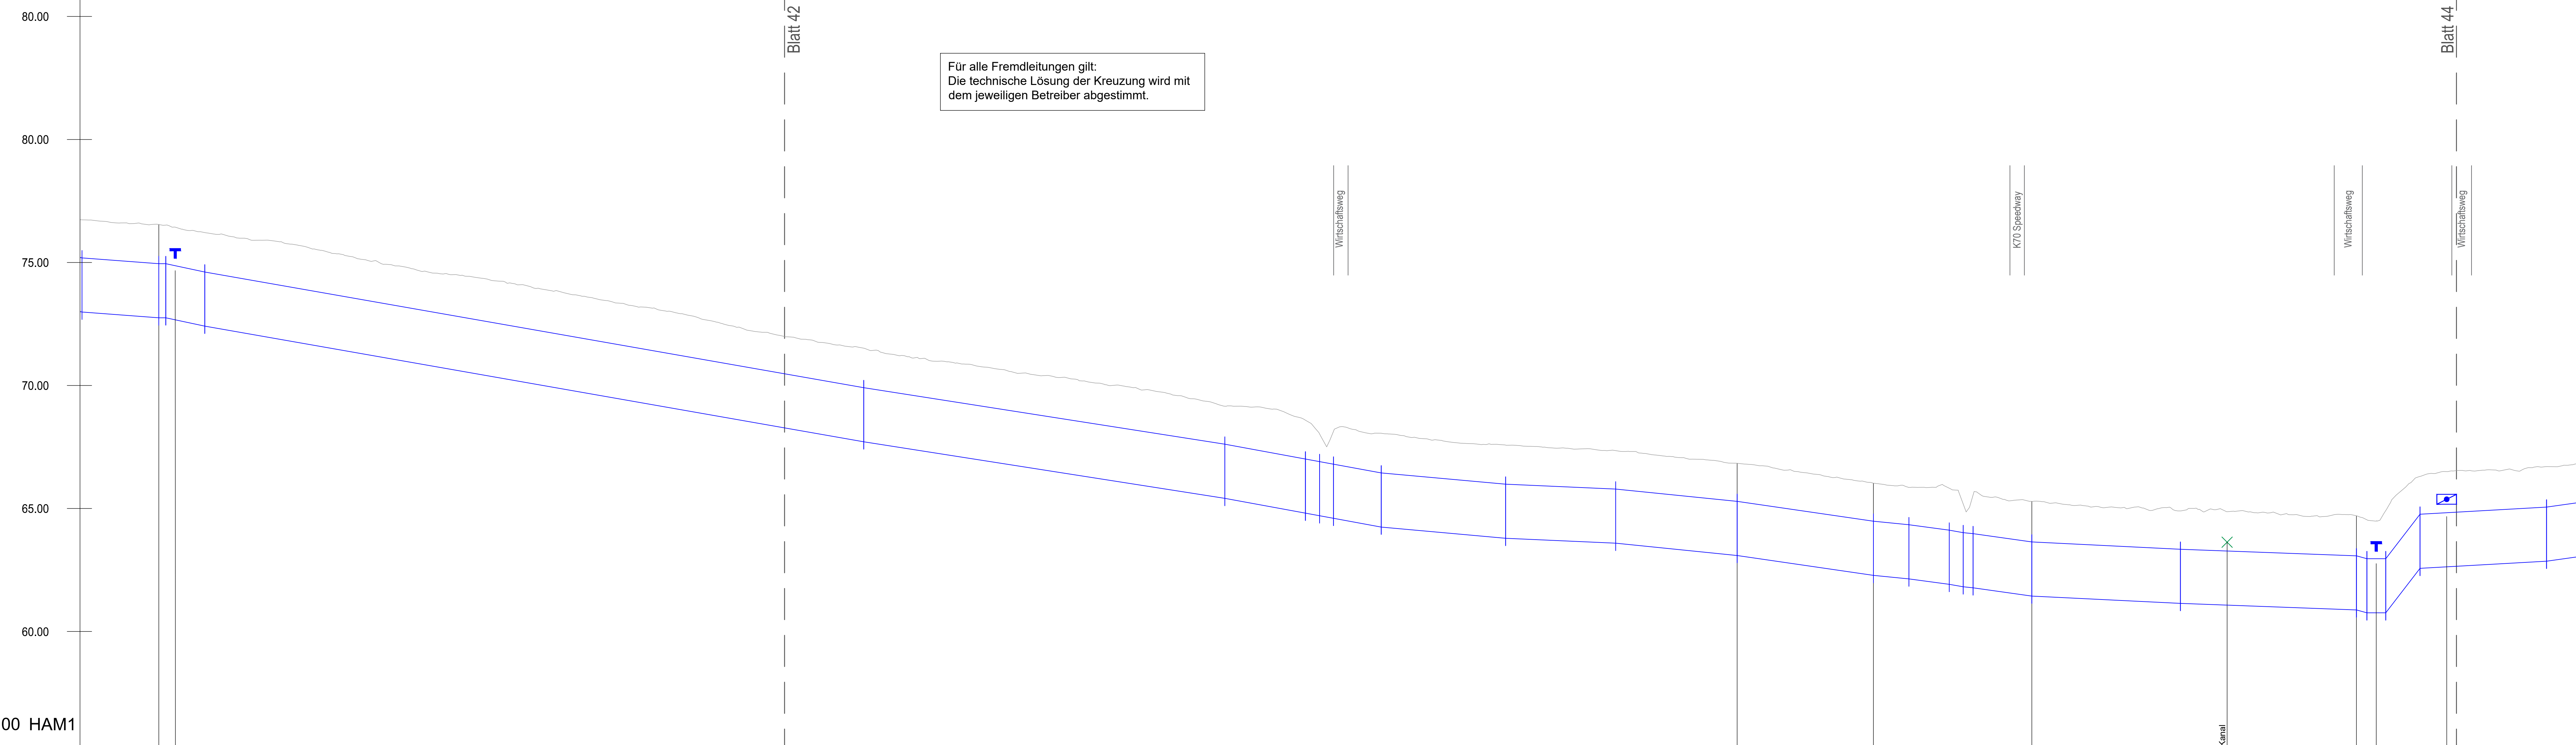 80.00
Blatt 42
Blatt 44
Für alle Fremdleitungen gilt:
Die technische Lösung der Kreuzung wird mit
dem jeweiligen Betreiber abgestimmt.
80.00
Wirtschaftsweg
K70 Speedway
Wirtschaftsweg
Wirtschaftsweg
75.00
70.00
65.00
60.00
00 HAM1
Kanal